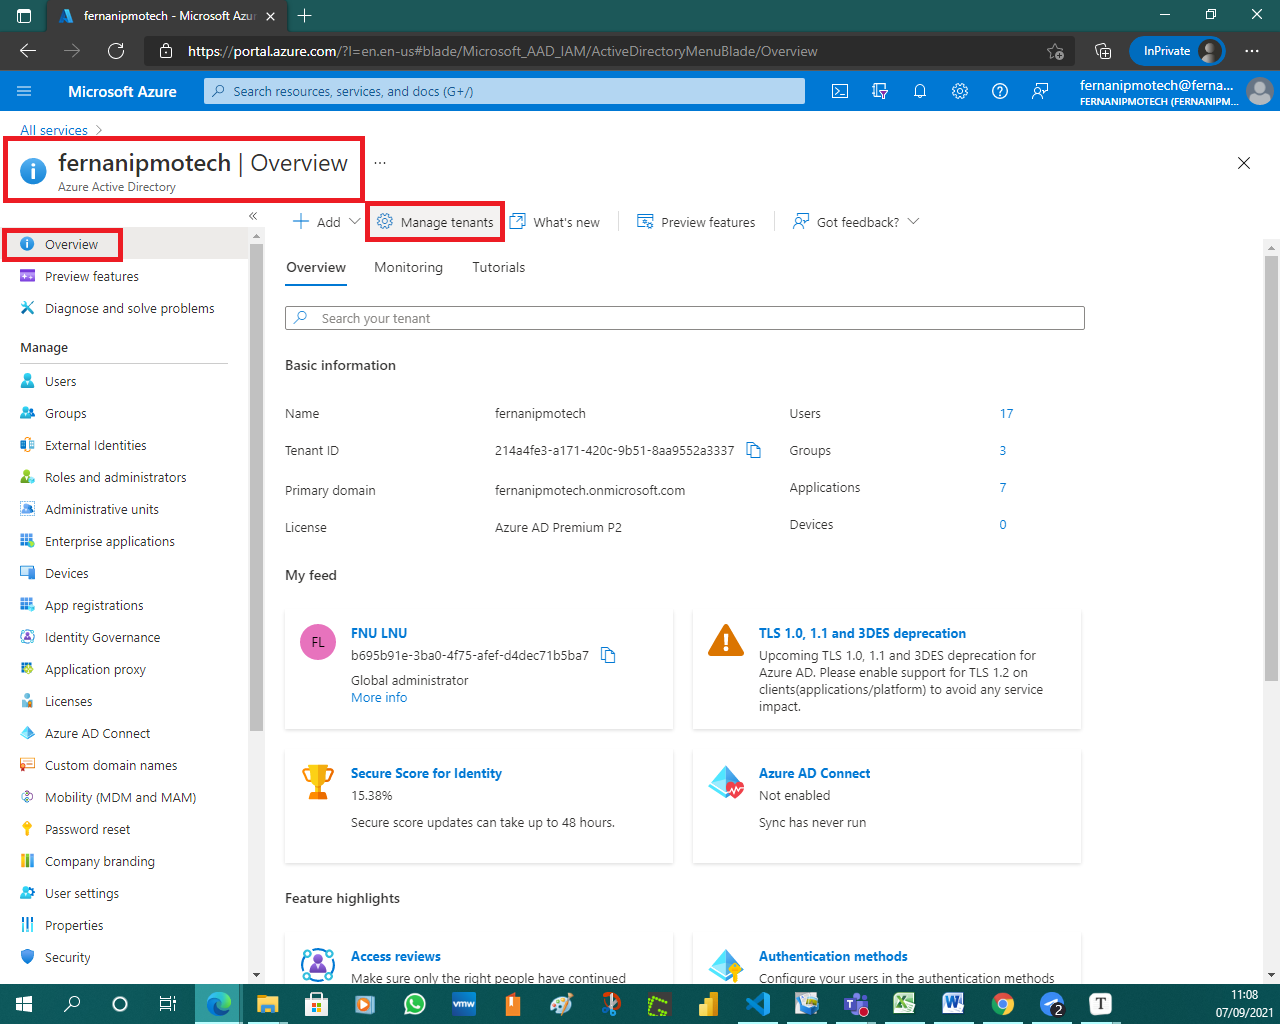 fernanipmotech - Microsoft Azur
https://portal.azure.com/?l=en.en-us#blade/Microsoft_AAD_IAM/ActiveDirectoryMenuBlade/Overview
InPrivate
Microsoft Azure
Search resources, services, and docs (G+/)
fernanipmotech@ferna...
FERNANIPMOTECH (FERNANIPM...
All services
fernanipmotech | Overview
...
Azure Active Directory
Add
Manage tenants
What's new
Preview features
Got feedback?
Overview
Preview features
Diagnose and solve problems
Manage
Users
Groups
External Identities
Roles and administrators
Administrative units
Enterprise applications
Devices
App registrations
Identity Governance
Application proxy
Licenses
Azure AD Connect
Custom domain names
Mobility (MDM and MAM)
Password reset
Company branding
User settings
Properties
Security
Overview
Monitoring
Tutorials
Search your tenant
Basic information
Name
fernanipmotech
Users
17
Tenant ID
214a4fe3-a171-420c-9b51-8aa9552a3337
Groups
3
Primary domain
fernanipmotech.onmicrosoft.com
Applications
7
License
Azure AD Premium P2
Devices
0
My feed
FL
FNU LNU
b695b91e-3ba0-4f75-afef-d4dec71b5ba7
Global administrator
More info
TLS 1.0, 1.1 and 3DES deprecation
Upcoming TLS 1.0, 1.1 and 3DES deprecation for
Azure AD. Please enable support for TLS 1.2 on
clients(applications/platform) to avoid any service
impact.
Secure Score for Identity
15.38%
Secure score updates can take up to 48 hours.
Azure AD Connect
Not enabled
Sync has never run
Feature highlights
Access reviews
Make sure only the right people have continued
Authentication methods
Configure your users in the authentication methods
vmw
2
T
11:08
07/09/2021